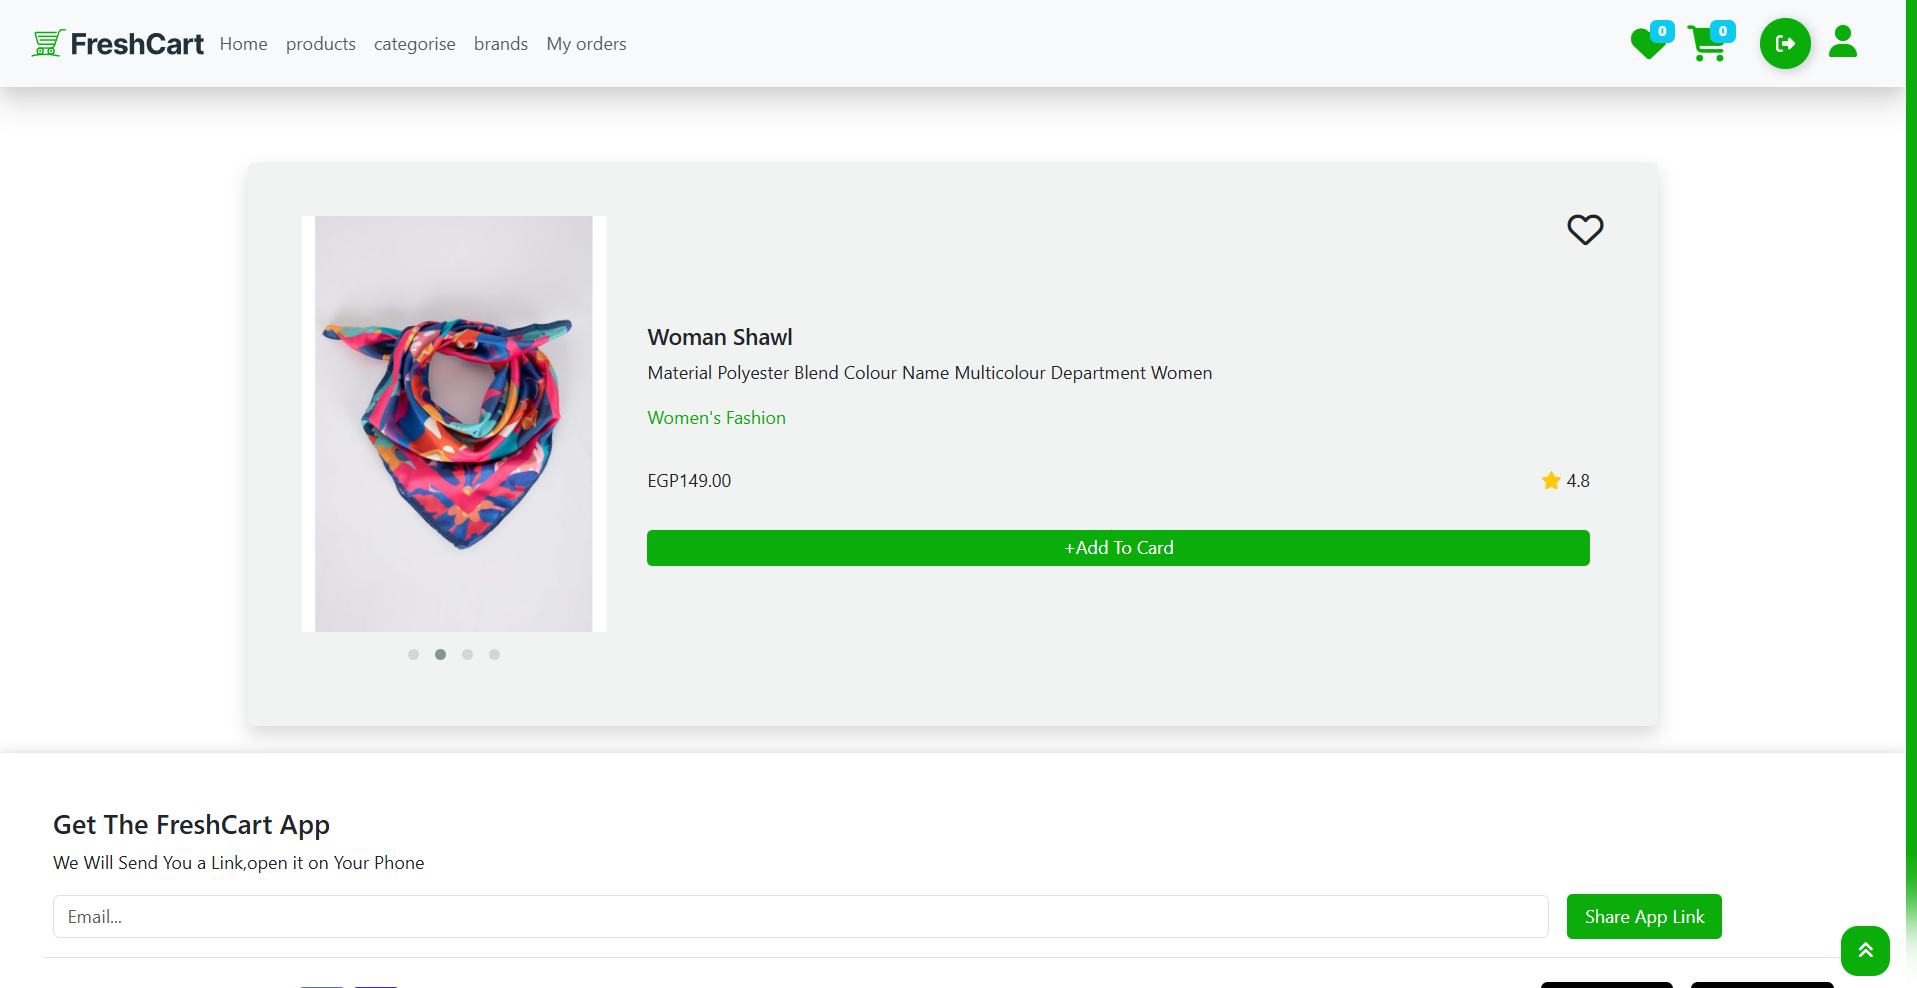 FreshCart Home products categorise brands My orders 0 0
Woman Shawl
Material Polyester Blend Colour Name Multicolour Department Women
Women's Fashion
EGP149.00 4.8
+Add To Card
Get The FreshCart App
We Will Send You a Link,open it on Your Phone
Email... Share App Link